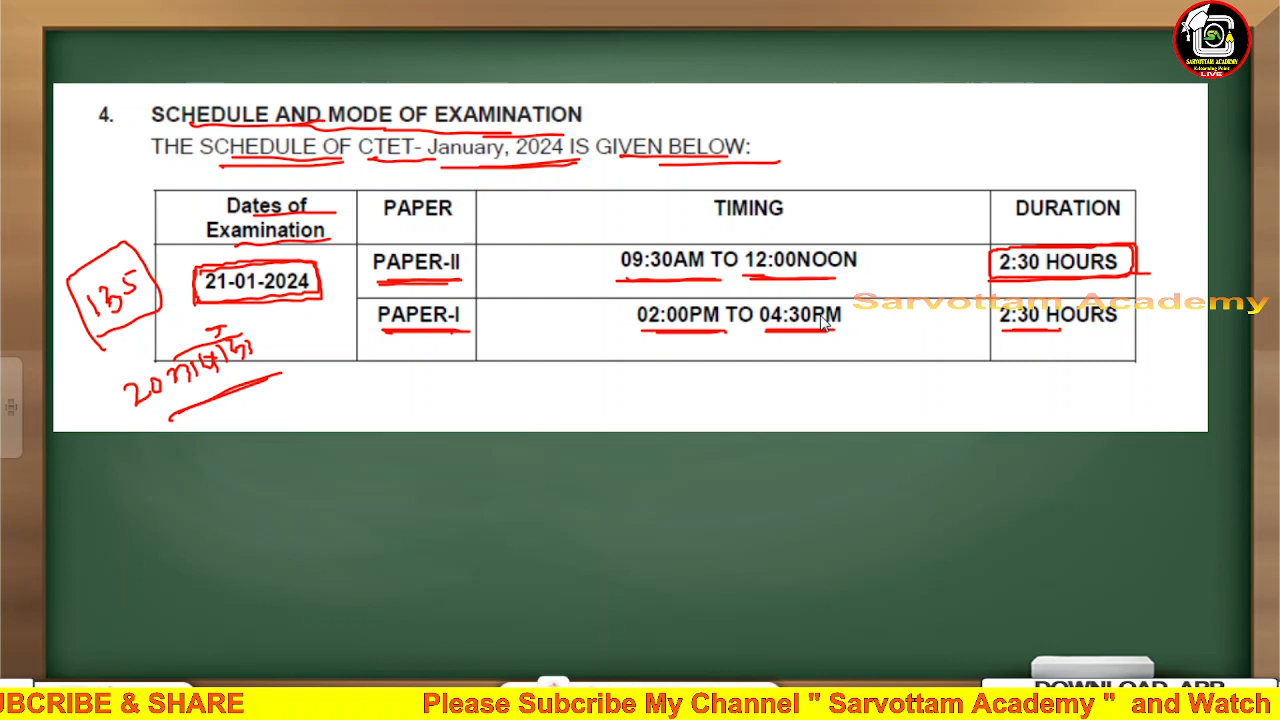 SARVOTTAM ACADEMY
E-learning Point
LIVE
4. SCHEDULE AND MODE OF EXAMINATION
THE SCHEDULE OF CTET- January, 2024 IS GIVEN BELOW:
Dates of Examination PAPER TIMING DURATION
21-01-2024 PAPER-II 09:30AM TO 12:00NOON 2:30 HOURS
PAPER-I 02:00PM TO 04:30PM 2:30 HOURS
135
20
Sarvottam Academy
UBCRIBE & SHARE Please Subcribe My Channel " Sarvottam Academy " and Watch